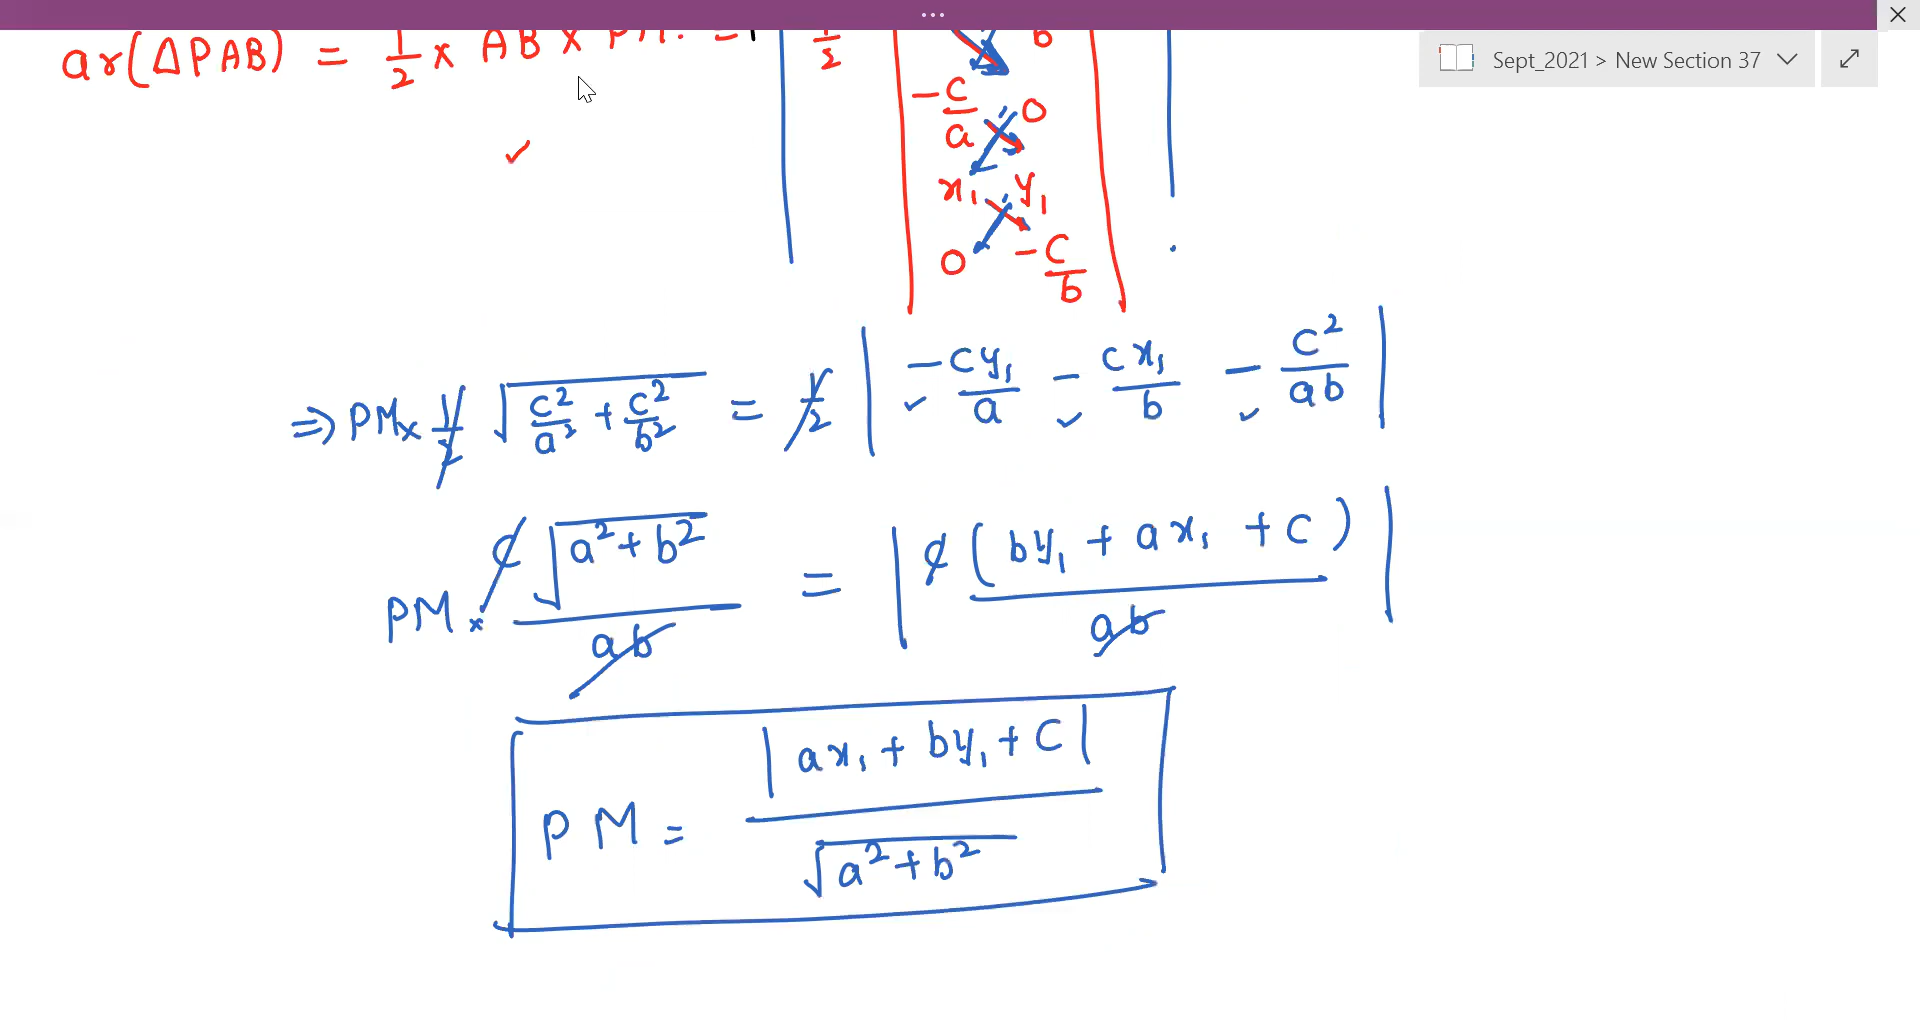 ...
Sept_2021 > New Section 37
ar(ΔPAB) = 1/2 × AB × PM. = | 1/2 | b
-c/a 0
x₁ y₁
0 -c/b
⇒ PM × 1/2 √(c²/a² + c²/b²) = 1/2 | -cy₁/a - cx₁/b - c²/ab |
PM × c√(a²+b²)/ab = | c(by₁ + ax₁ + c)/ab |
PM = |ax₁ + by₁ + c| / √(a²+b²)